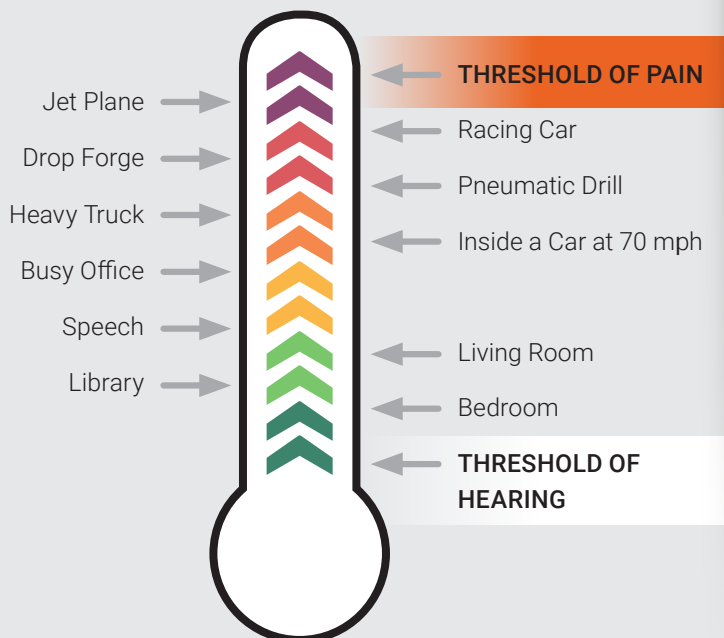 THRESHOLD OF PAIN
Jet Plane
Racing Car
Drop Forge
Pneumatic Drill
Heavy Truck
Inside a Car at 70 mph
Busy Office
Speech
Living Room
Library
Bedroom
THRESHOLD OF
HEARING